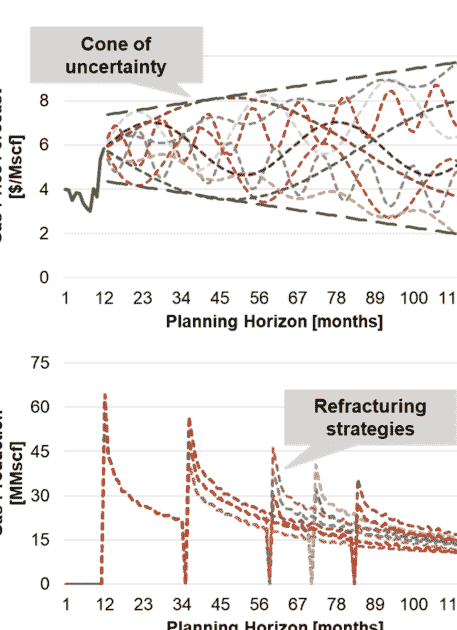 Cone of
uncertainty
[$/Mscf]
8
6
4
2
0
1 12 23 34 45 56 67 78 89 100 11
Planning Horizon [months]
[MMscf]
75
60
45
30
15
0
Refracturing
strategies
1 12 23 34 45 56 67 78 89 100 11
Planning Horizon [months]